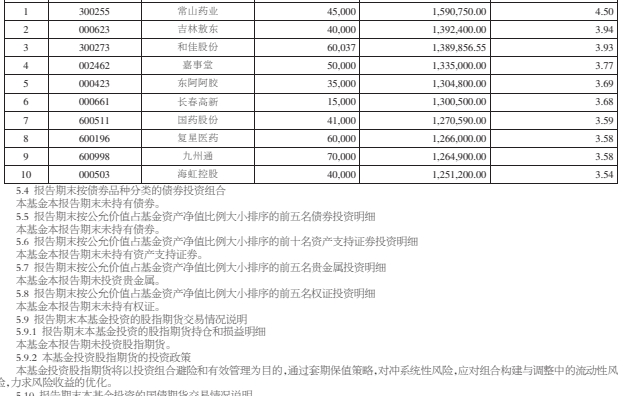 1 300255 常山药业 45,000 1,590,750.00 4.50
2 000623 吉林敖东 40,000 1,392,400.00 3.94
3 300273 和佳股份 60,037 1,389,856.55 3.93
4 002462 嘉事堂 50,000 1,335,000.00 3.77
5 000423 东阿阿胶 35,000 1,304,800.00 3.69
6 000661 长春高新 15,000 1,300,500.00 3.68
7 600511 国药股份 41,000 1,270,590.00 3.59
8 600196 复星医药 60,000 1,266,000.00 3.58
9 600998 九州通 70,000 1,264,900.00 3.58
10 000503 海虹控股 40,000 1,251,200.00 3.54
5.4 报告期末按债券品种分类的债券投资组合
本基金本报告期末未持有债券。
5.5 报告期末按公允价值占基金资产净值比例大小排序的前五名债券投资明细
本基金本报告期末未持有债券。
5.6 报告期末按公允价值占基金资产净值比例大小排序的前十名资产支持证券投资明细
本基金本报告期末未持有资产支持证券。
5.7 报告期末按公允价值占基金资产净值比例大小排序的前五名贵金属投资明细
本基金本报告期末未投资贵金属。
5.8 报告期末按公允价值占基金资产净值比例大小排序的前五名权证投资明细
本基金本报告期末未持有权证。
5.9 报告期末本基金投资的股指期货交易情况说明
5.9.1 报告期末本基金投资的股指期货持仓和损益明细
本基金本报告期末未投资股指期货。
5.9.2 本基金投资股指期货的投资政策
本基金投资股指期货将以投资组合避险和有效管理为目的,通过套期保值策略,对冲系统性风险,应对组合构建与调整中的流动性风
险,力求风险收益的优化。
5.10 报告期末本基金投资的国债期货交易情况说明